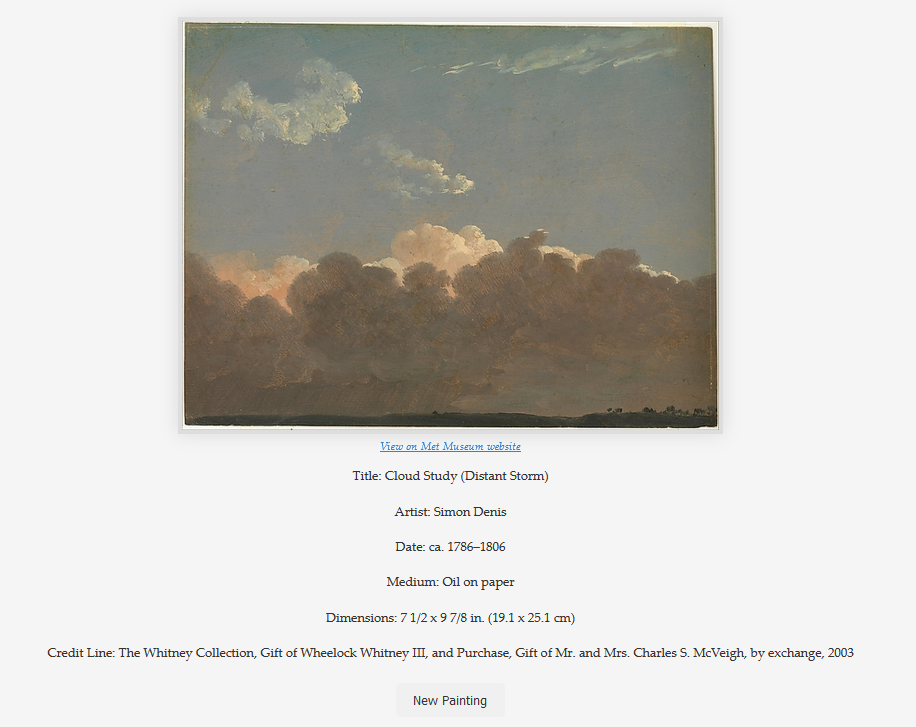 View on Met Museum website
Title: Cloud Study (Distant Storm)
Artist: Simon Denis
Date: ca. 1786–1806
Medium: Oil on paper
Dimensions: 7 1/2 x 9 7/8 in. (19.1 x 25.1 cm)
Credit Line: The Whitney Collection, Gift of Wheelock Whitney III, and Purchase, Gift of Mr. and Mrs. Charles S. McVeigh, by exchange, 2003
New Painting